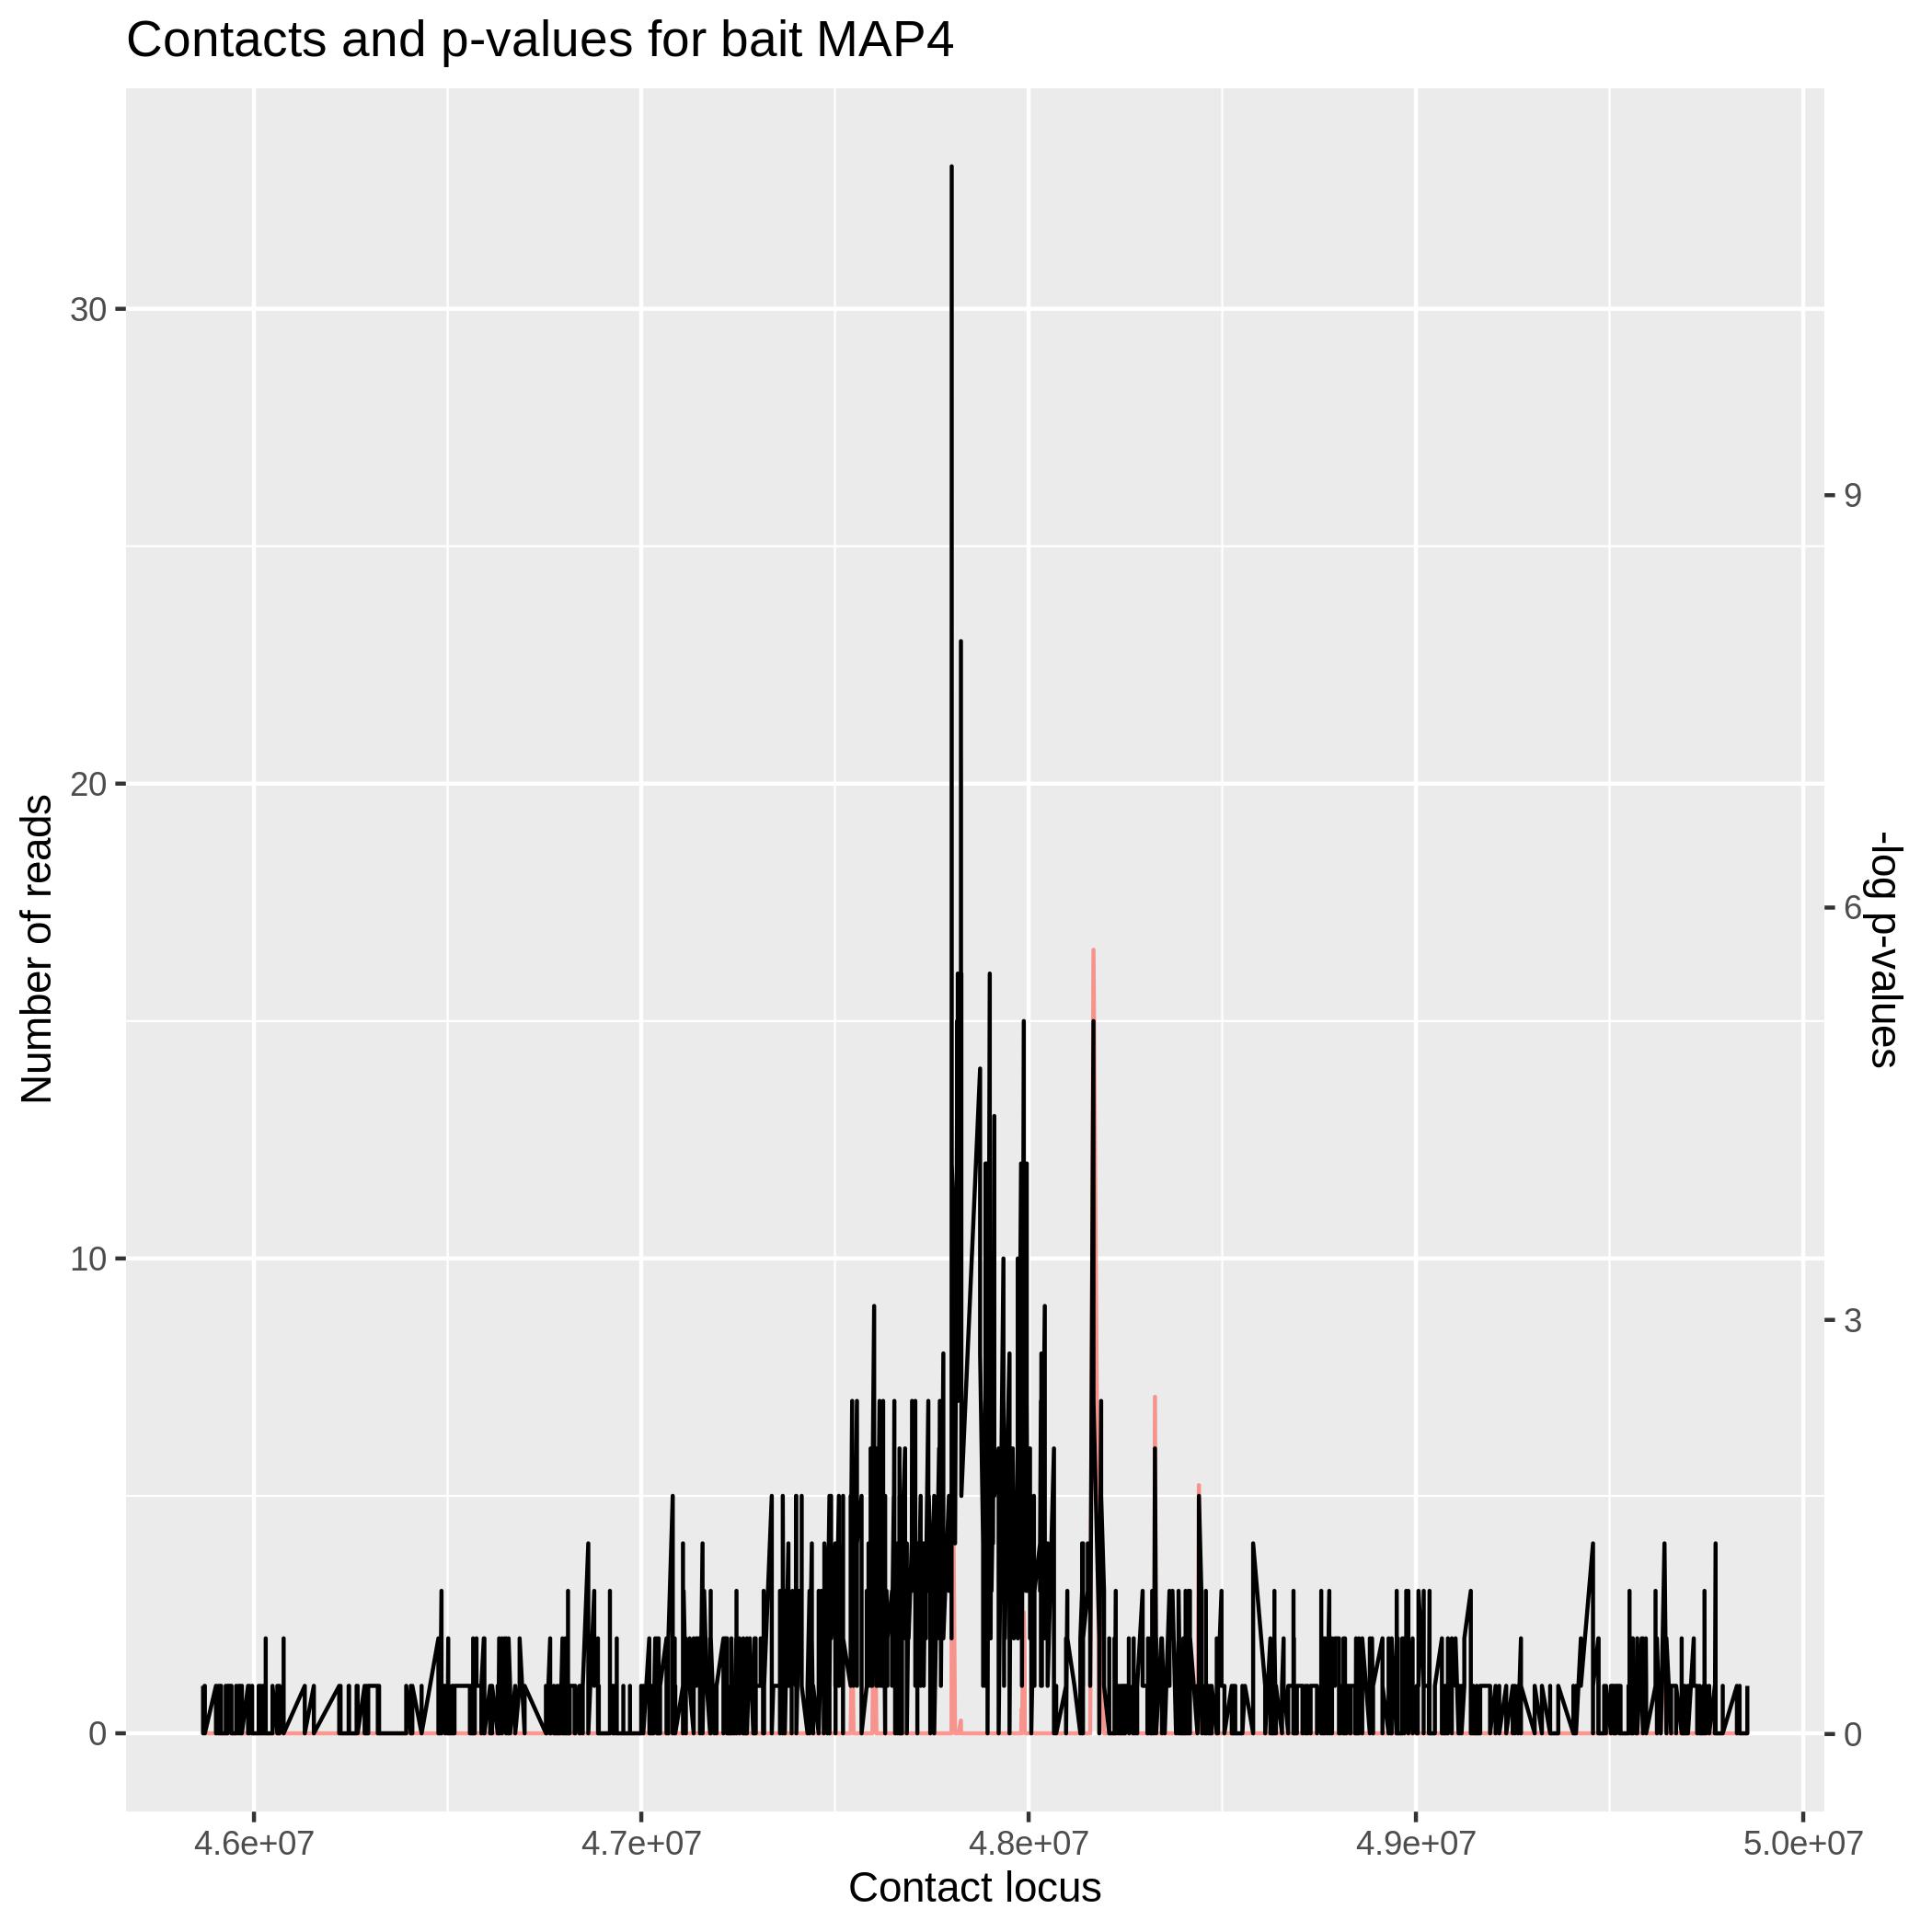 Contacts and p-values for bait MAP4
Number of reads
30
20
10
0
9
6
3
0
-log p-values
4.6e+07 4.7e+07 4.8e+07 4.9e+07 5.0e+07
Contact locus